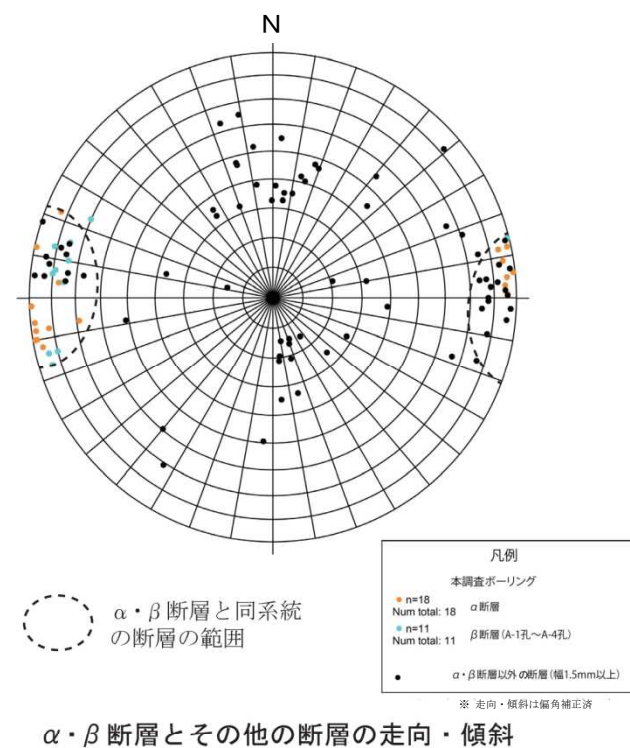 N
凡例
本調査ボーリング
n=18
Num total: 18
α断層
n=11
Num total: 11
β断層(A-1孔～A-4孔)
α・β断層以外の断層(幅1.5mm以上)
※ 走向・傾斜は偏角補正済
α・β断層と同系統
の断層の範囲
α・β断層とその他の断層の走向・傾斜